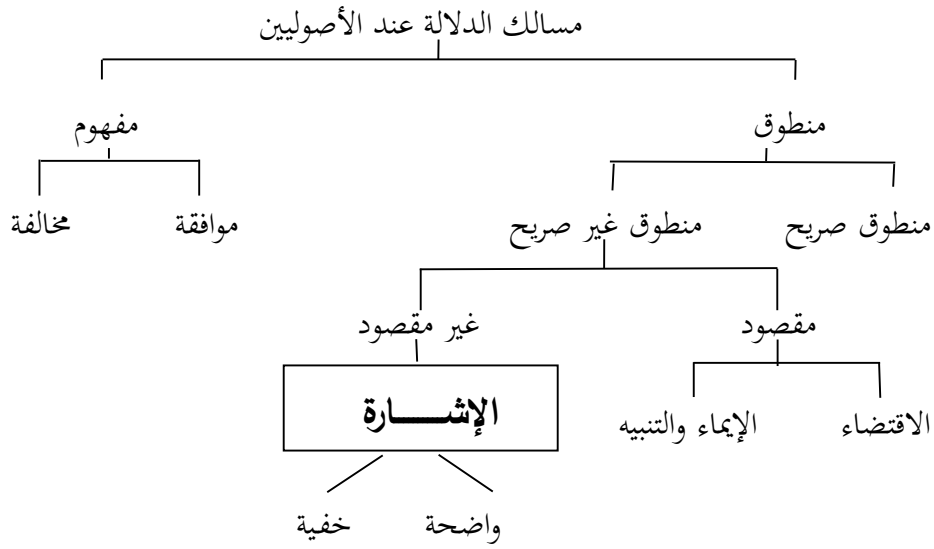 مسالك الدلالة عند الأصوليين
منطوق مفهوم
منطوق صريح منطوق غير صريح موافقة مخالفة
مقصود غير مقصود
الاقتضاء الإيماء والتنبيه الإشـــــارة
واضحة خفية